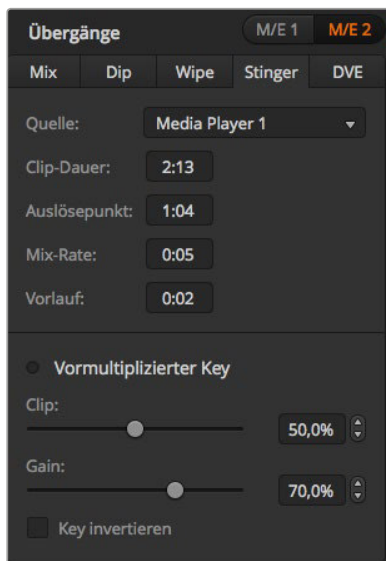 Übergänge M/E 1 M/E 2
Mix Dip Wipe Stinger DVE
Quelle: Media Player 1
Clip-Dauer: 2:13
Auslösepunkt: 1:04
Mix-Rate: 0:05
Vorlauf: 0:02
Vormultiplizierter Key
Clip:
50,0%
Gain:
70,0%
Key invertieren